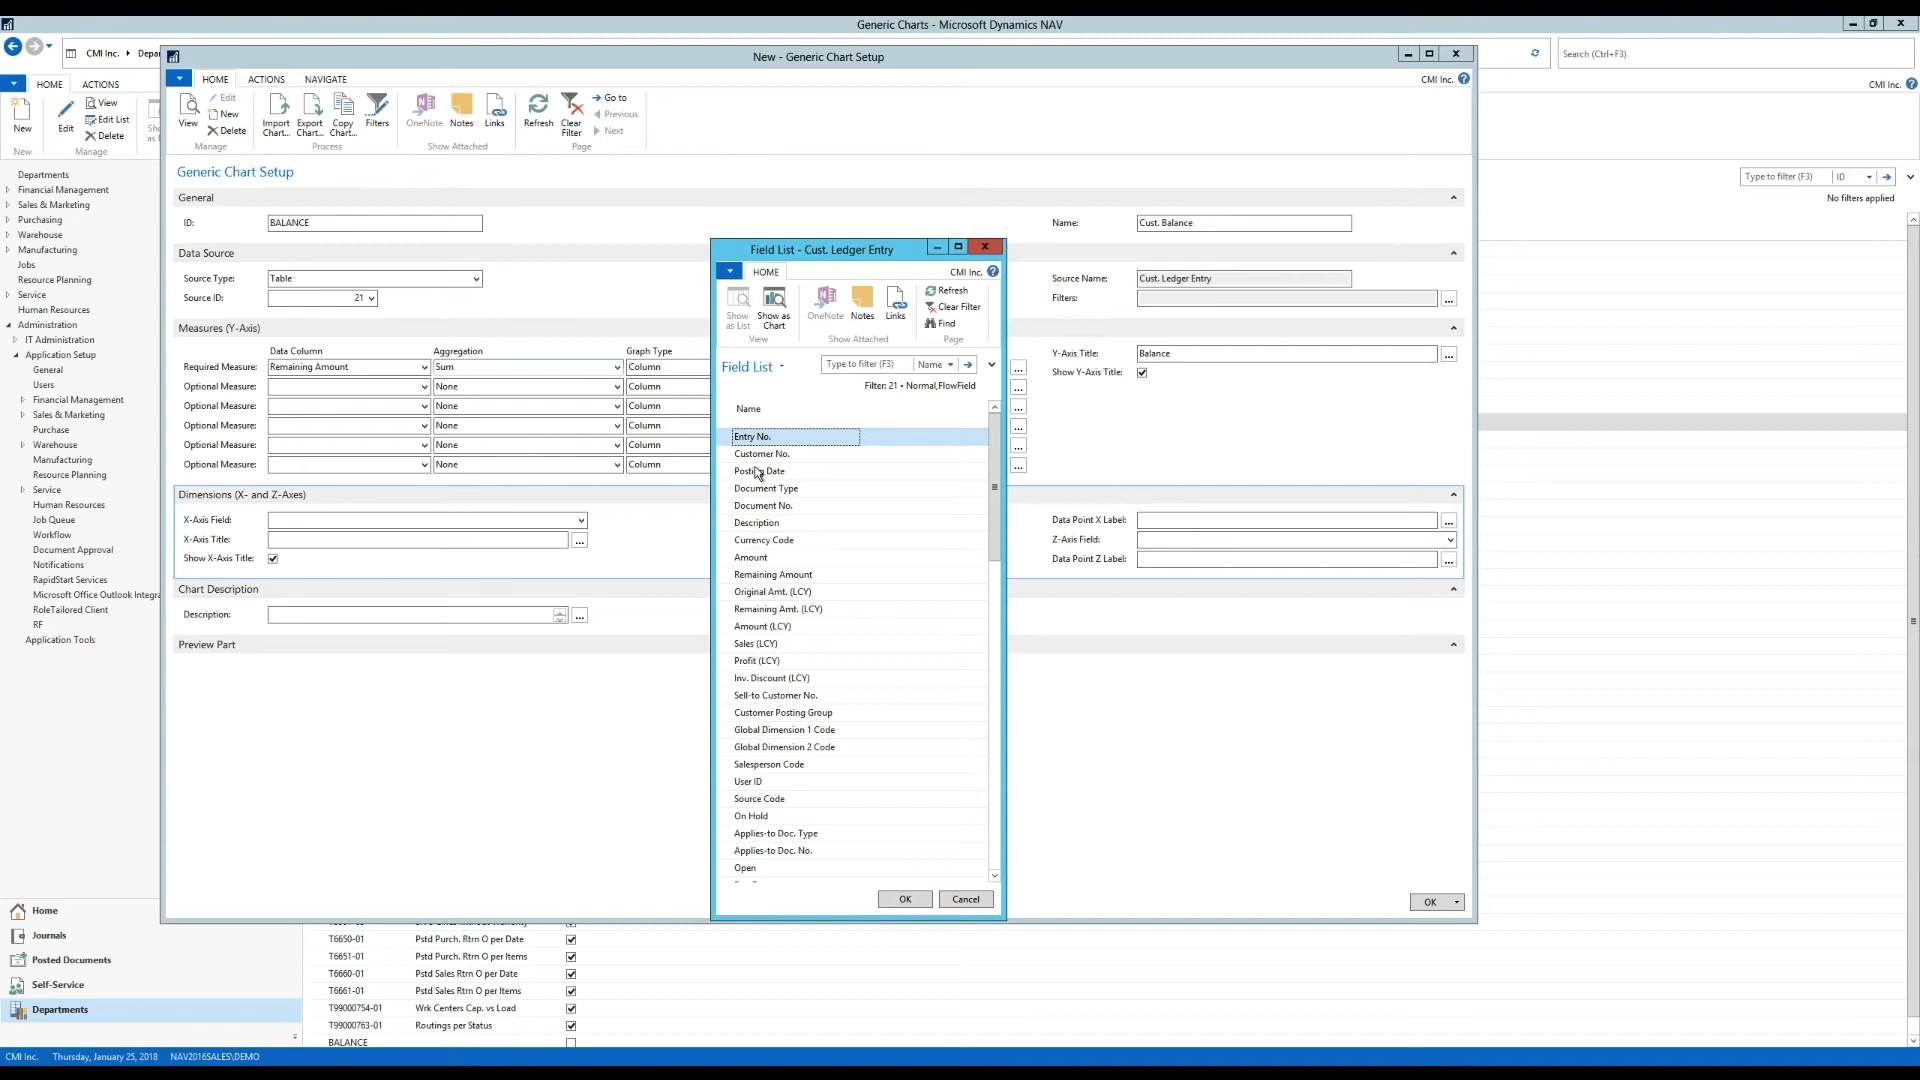 Generic Charts - Microsoft Dynamics NAV
CMI Inc.
Search (Ctrl+F3)
New - Generic Chart Setup
HOME ACTIONS
HOME ACTIONS NAVIGATE
CMI Inc.
CMI Inc.
New
Edit
View
Edit List
Delete
New
Manage
View
Edit
New
Delete
Manage
Import
Chart...
Export
Chart...
Copy
Chart...
Filters
Process
OneNote
Notes
Links
Show Attached
Refresh
Clear
Filter
Go to
Previous
Next
Page
Departments
Financial Management
Sales & Marketing
Purchasing
Warehouse
Manufacturing
Jobs
Resource Planning
Service
Human Resources
Administration
IT Administration
Application Setup
General
Users
Financial Management
Sales & Marketing
Purchase
Warehouse
Manufacturing
Resource Planning
Service
Human Resources
Job Queue
Workflow
Document Approval
Notifications
RapidStart Services
Microsoft Office Outlook Integra
RoleTailored Client
RF
Application Tools
Home
Journals
Posted Documents
Self-Service
Departments
Generic Chart Setup
General
ID: BALANCE
Name: Cust. Balance
Data Source
Source Type: Table
Source ID: 21
Source Name: Cust. Ledger Entry
Filters: ...
Measures (Y-Axis)
Data Column Aggregation Graph Type
Required Measure: Remaining Amount Sum Column ...
Optional Measure: None Column ...
Optional Measure: None Column ...
Optional Measure: None Column ...
Optional Measure: None Column ...
Optional Measure: None Column ...
Y-Axis Title: Balance ...
Show Y-Axis Title:
Dimensions (X- and Z-Axes)
X-Axis Field:
X-Axis Title: ...
Show X-Axis Title:
Data Point X Label: ...
Z-Axis Field:
Data Point Z Label: ...
Chart Description
Description: ...
Preview Part
OK
Field List - Cust. Ledger Entry
HOME
CMI Inc.
Show
as List
Show as
Chart
View
OneNote
Notes
Links
Show Attached
Refresh
Clear Filter
Find
Page
Field List
Type to filter (F3) Name
Filter: 21 • Normal,FlowField
Name
Entry No.
Customer No.
Posting Date
Document Type
Document No.
Description
Currency Code
Amount
Remaining Amount
Original Amt. (LCY)
Remaining Amt. (LCY)
Amount (LCY)
Sales (LCY)
Profit (LCY)
Inv. Discount (LCY)
Sell-to Customer No.
Customer Posting Group
Global Dimension 1 Code
Global Dimension 2 Code
Salesperson Code
User ID
Source Code
On Hold
Applies-to Doc. Type
Applies-to Doc. No.
Open
OK Cancel
Type to filter (F3) ID
No filters applied
T6650-01 Pstd Purch. Rtrn O per Date
T6651-01 Pstd Purch. Rtrn O per Items
T6660-01 Pstd Sales Rtrn O per Date
T6661-01 Pstd Sales Rtrn O per Items
T99000754-01 Wrk Centers Cap. vs Load
T99000763-01 Routings per Status
BALANCE
CMI Inc. Thursday, January 25, 2018 NAV2016SALES\DEMO